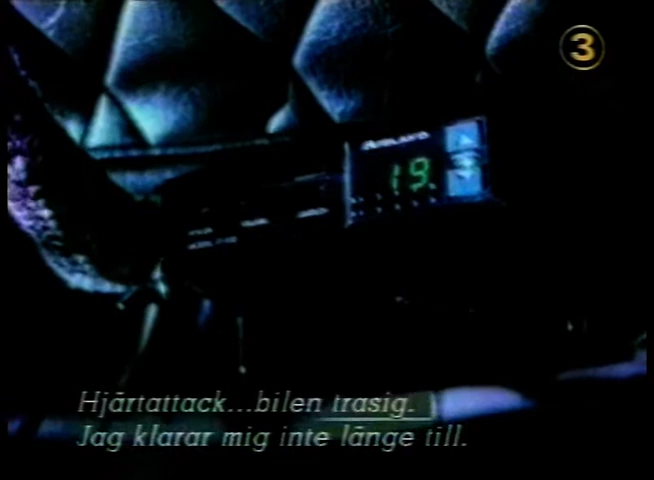 3
19
Hjärtattack...bilen trasig.
Jag klarar mig inte länge till.